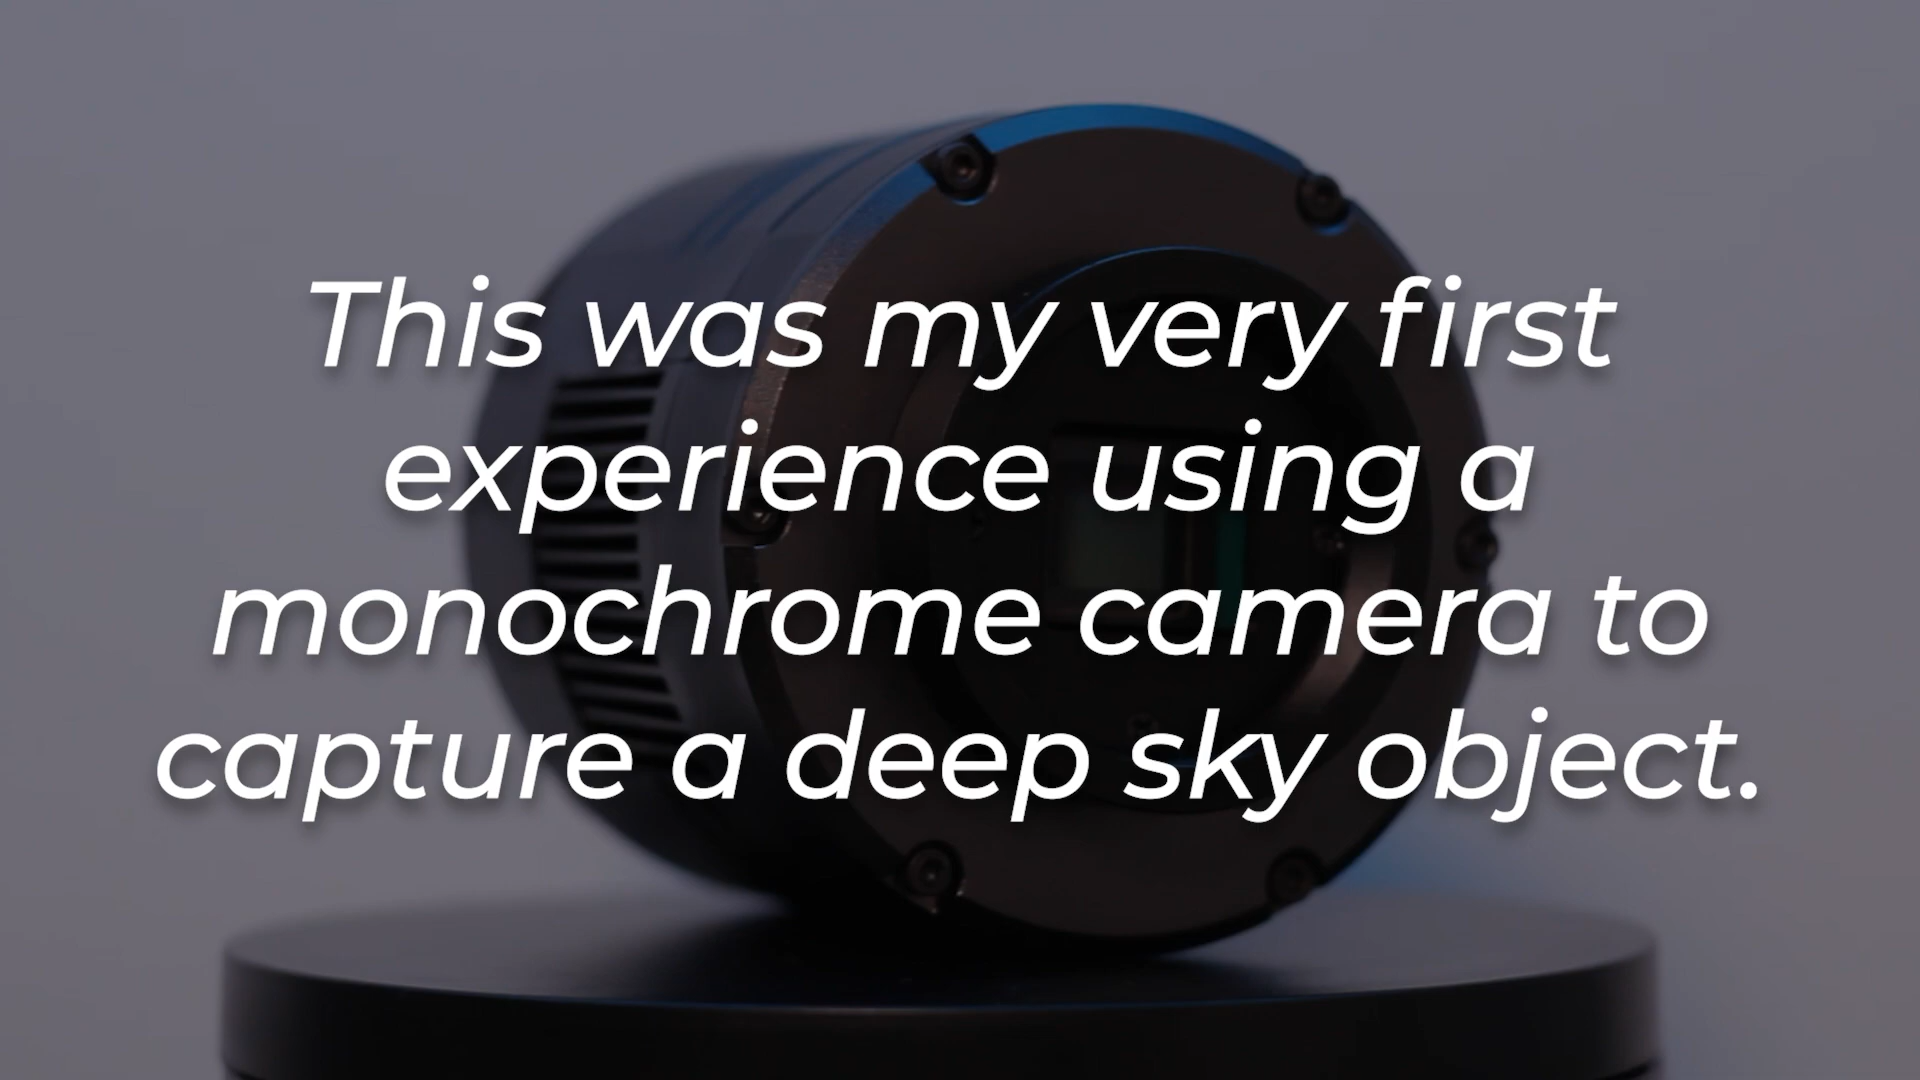 This was my very first
experience using a
monochrome camera to
capture a deep sky object.